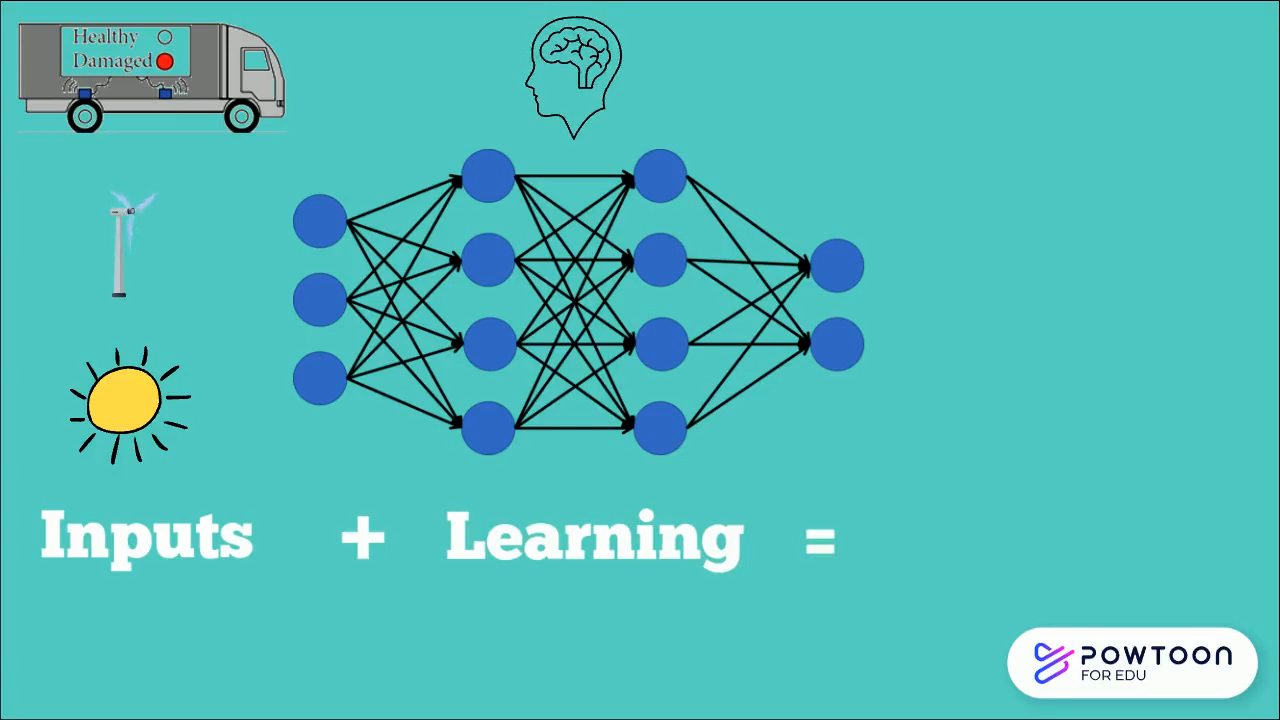 Healthy
Damaged
Inputs + Learning =
POWTOON
FOR EDU